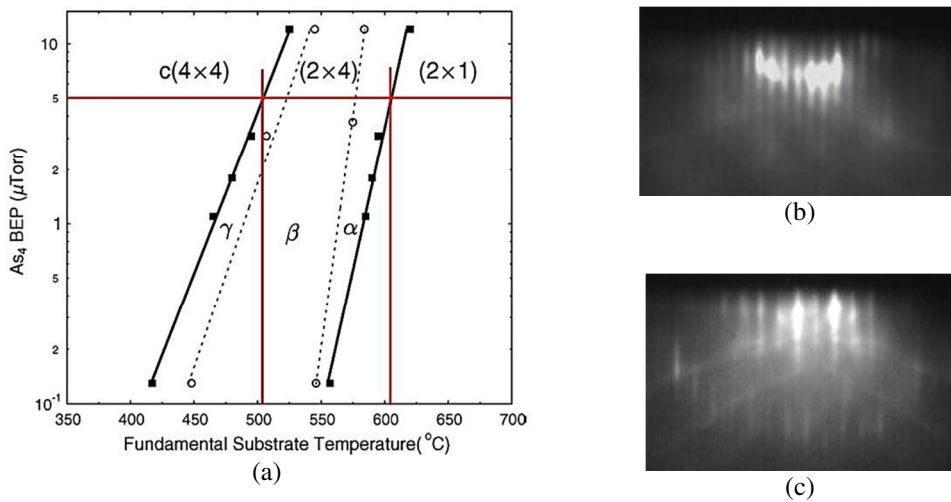 10
5
2
1
5
2
10⁻¹
As₄ BEP (μTorr)
c(4×4)
(2×4)
(2×1)
γ
β
α
350 400 450 500 550 600 650 700
Fundamental Substrate Temperature(°C)
(a)
(b)
(c)